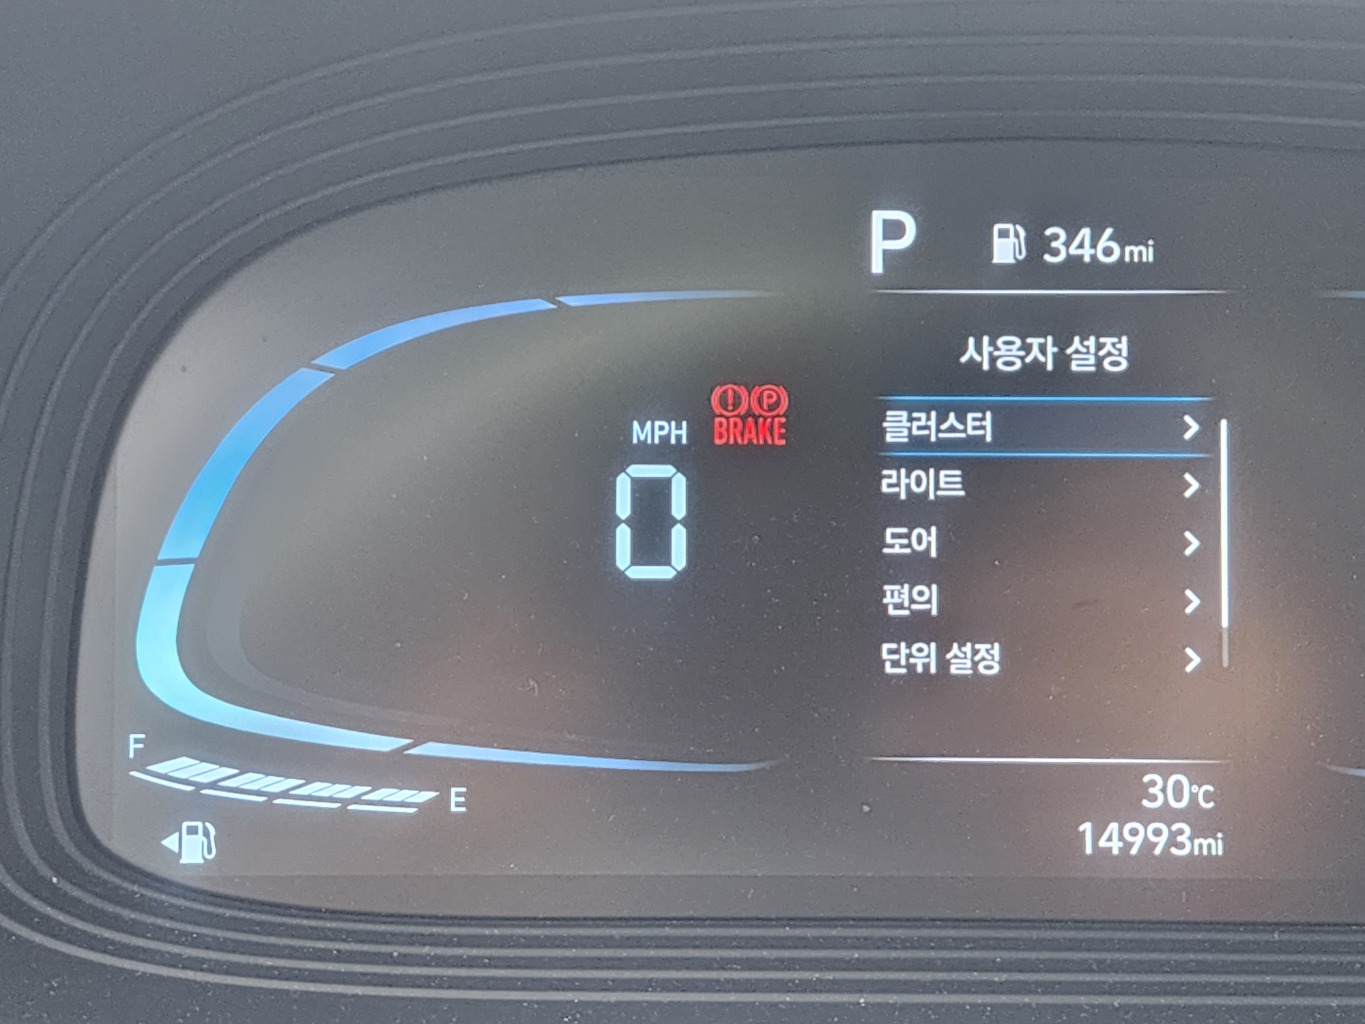 P
346mi
사용자 설정
MPH
BRAKE
0
클러스터
라이트
도어
편의
단위 설정
F
E
30℃
14993mi